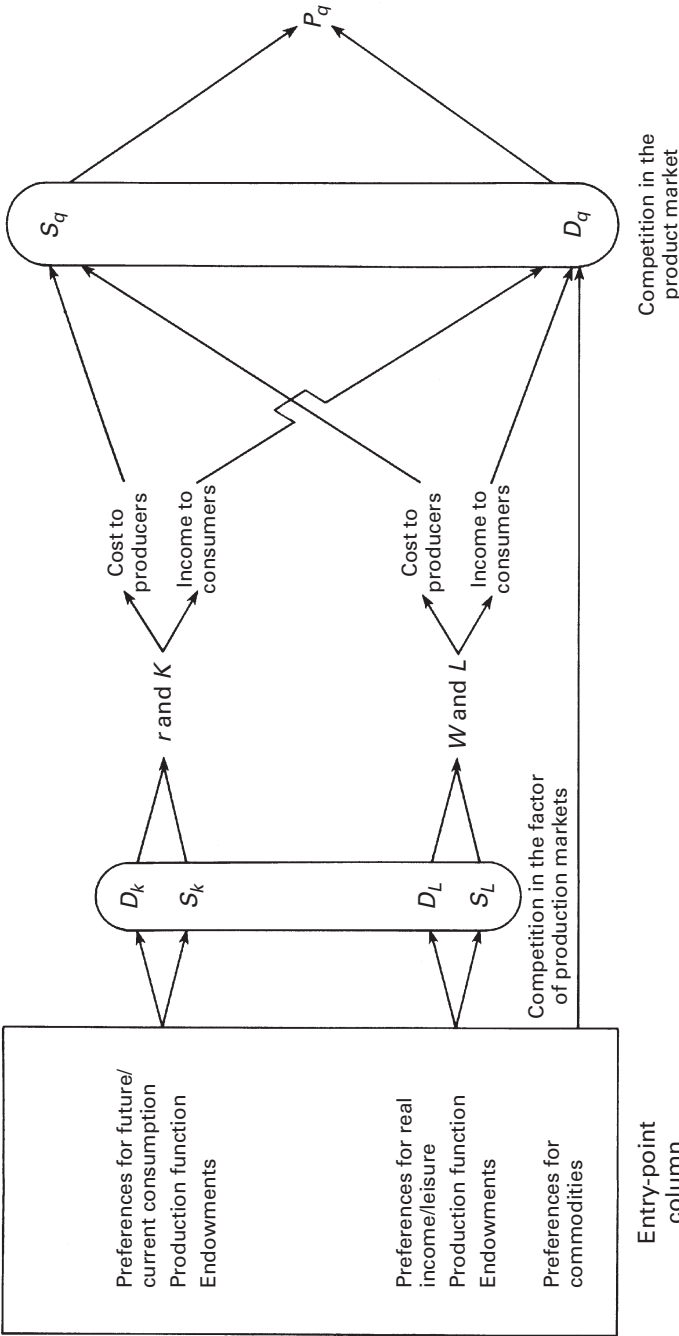 Preferences for future/
current consumption
Production function
Endowments
Preferences for real
income/leisure
Production function
Endowments
Preferences for
commodities
Entry-point
column
D_k
S_k
D_L
S_L
Competition in the factor
of production markets
r and K
W and L
Cost to
producers
Income to
consumers
Cost to
producers
Income to
consumers
S_q
D_q
Competition in the
product market
P_q